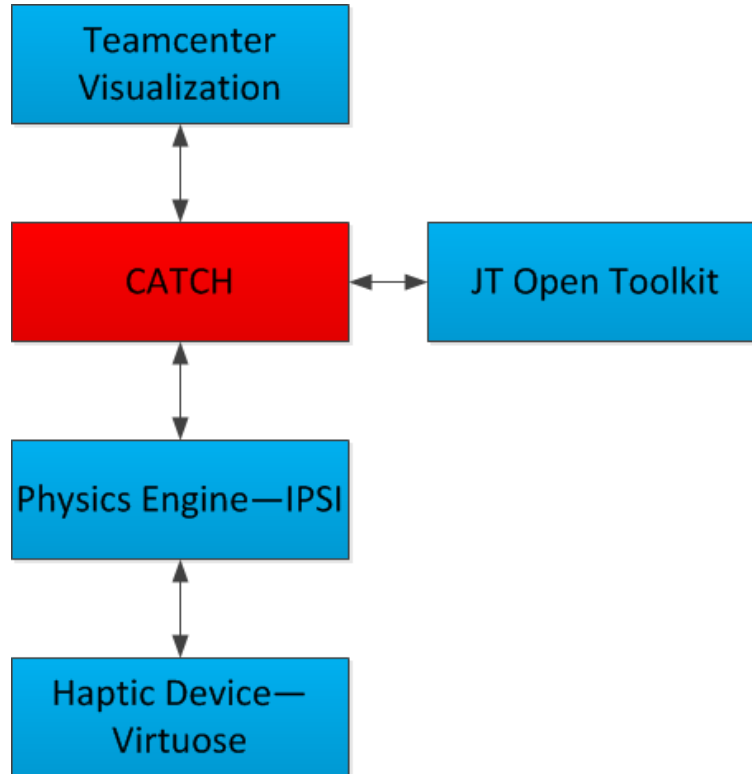 Teamcenter
Visualization
CATCH
JT Open Toolkit
Physics Engine—IPSI
Haptic Device—
Virtuose